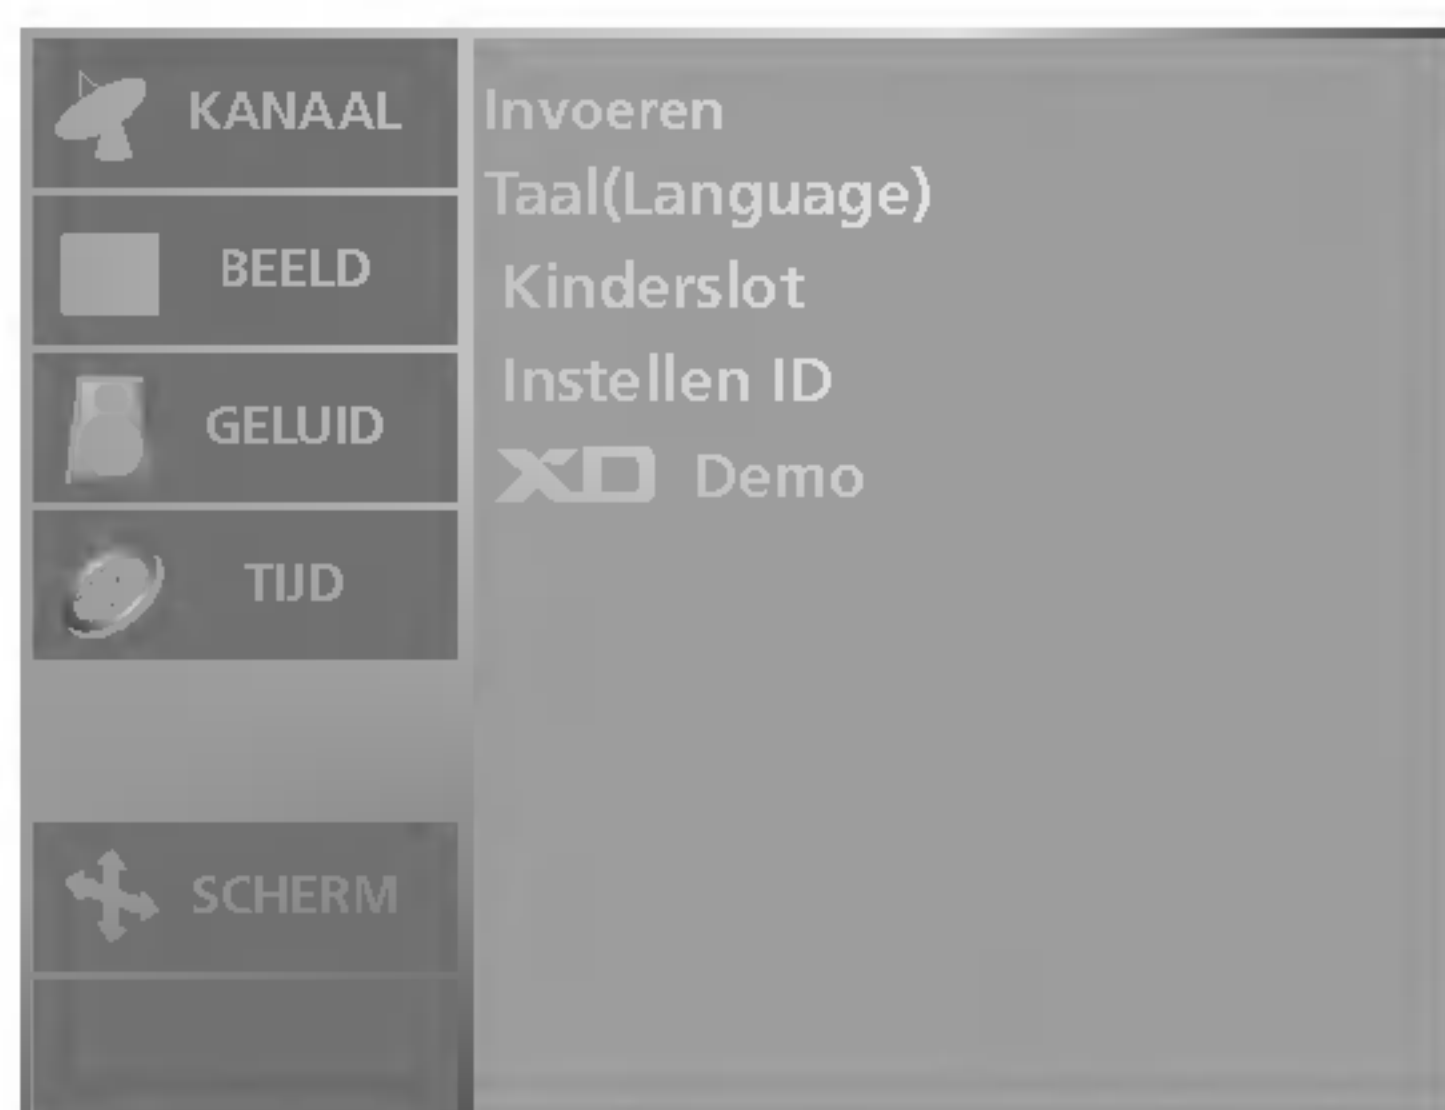 KANAAL
BEELD
GELUID
TIJD
SCHERM
Invoeren
Taal(Language)
Kinderslot
Instellen ID
XD Demo